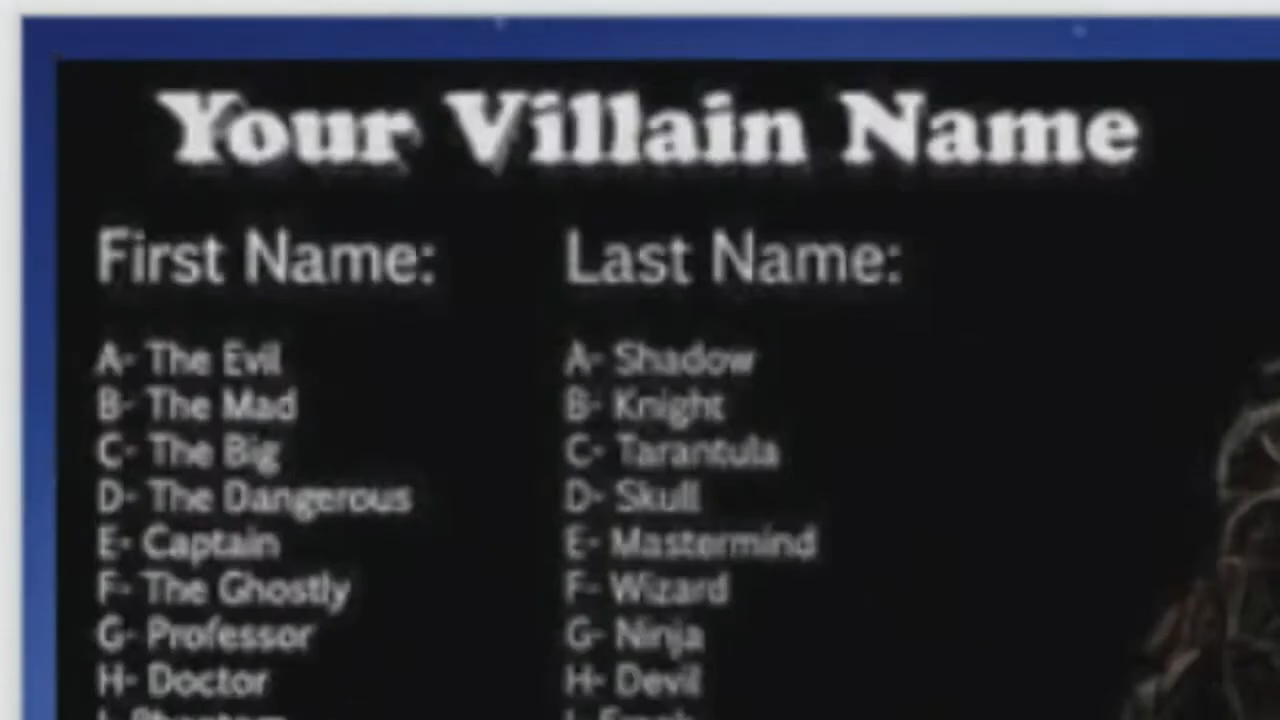 Your Villain Name
First Name:
A- The Evil
B- The Mad
C- The Big
D- The Dangerous
E- Captain
F- The Ghostly
G- Professor
H- Doctor
I- Phantom
Last Name:
A- Shadow
B- Knight
C- Tarantula
D- Skull
E- Mastermind
F- Wizard
G- Ninja
H- Devil